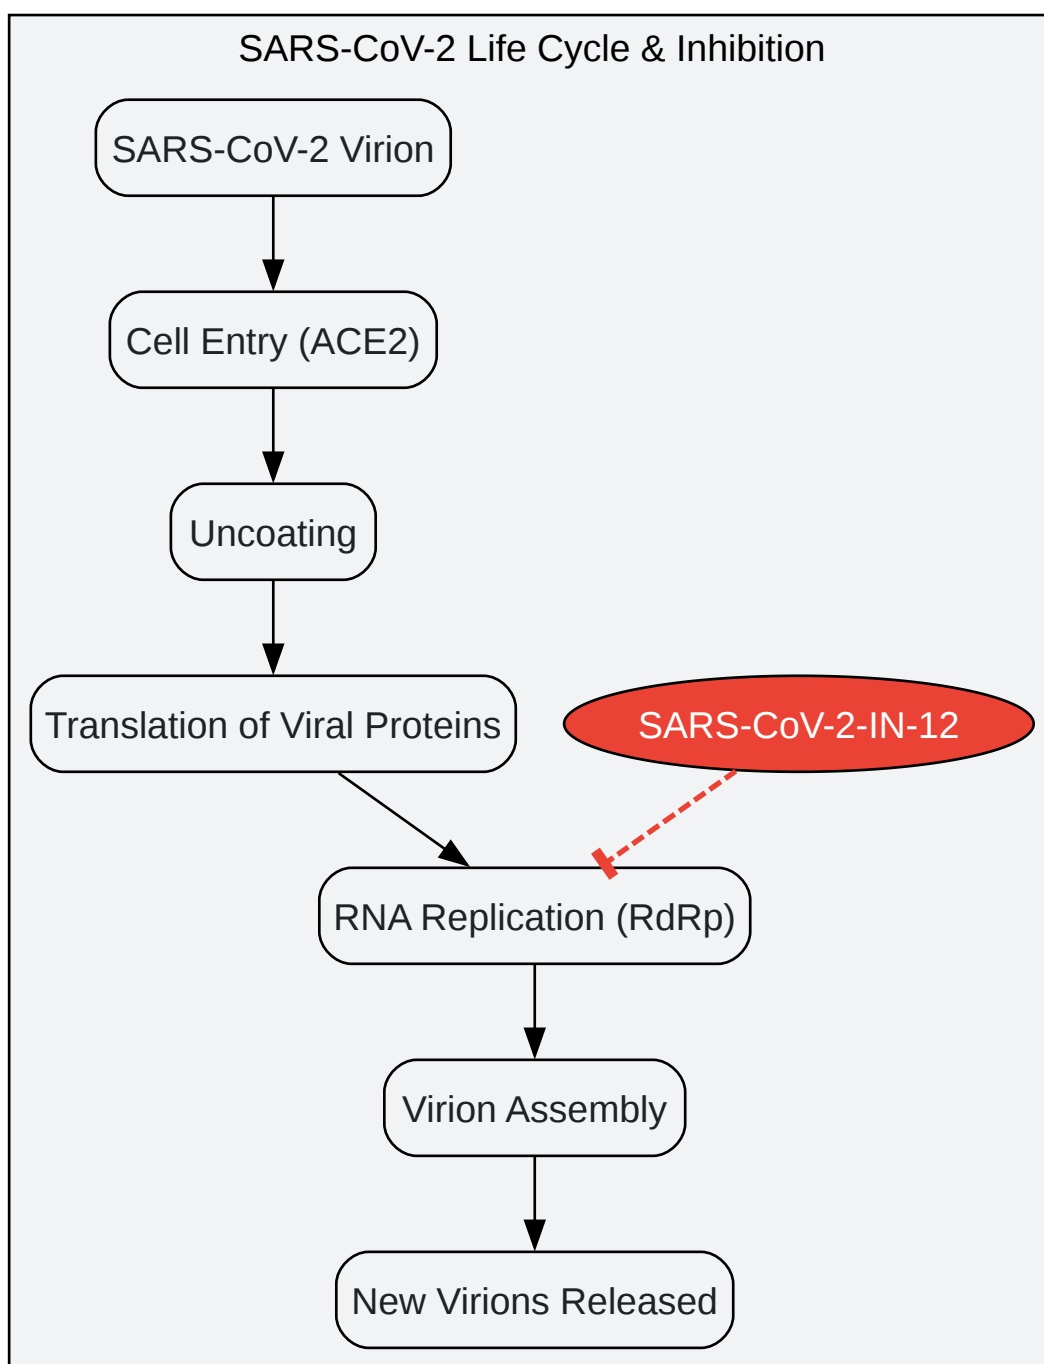 SARS-CoV-2 Life Cycle & Inhibition
SARS-CoV-2 Virion
Cell Entry (ACE2)
Uncoating
Translation of Viral Proteins
SARS-CoV-2-IN-12
RNA Replication (RdRp)
Virion Assembly
New Virions Released